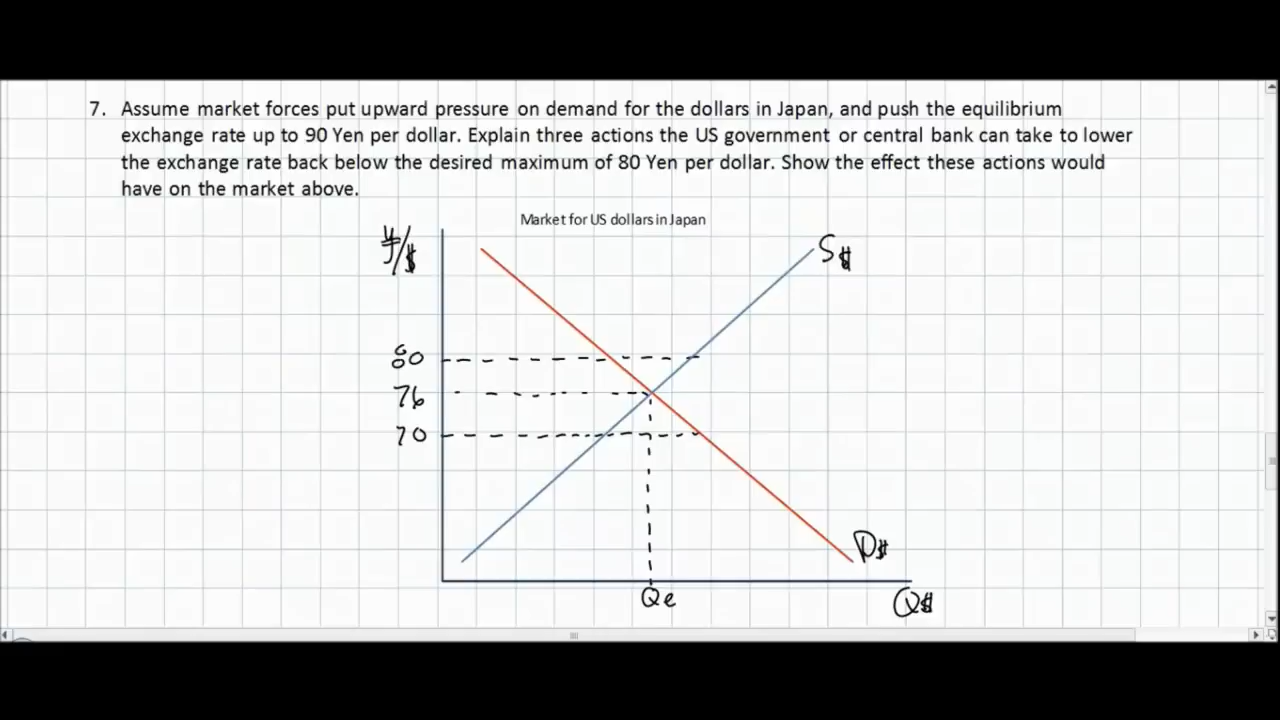 7. Assume market forces put upward pressure on demand for the dollars in Japan, and push the equilibrium
exchange rate up to 90 Yen per dollar. Explain three actions the US government or central bank can take to lower
the exchange rate back below the desired maximum of 80 Yen per dollar. Show the effect these actions would
have on the market above.
Market for US dollars in Japan
¥/$
S$
80
76
70
D$
Qe
Q$